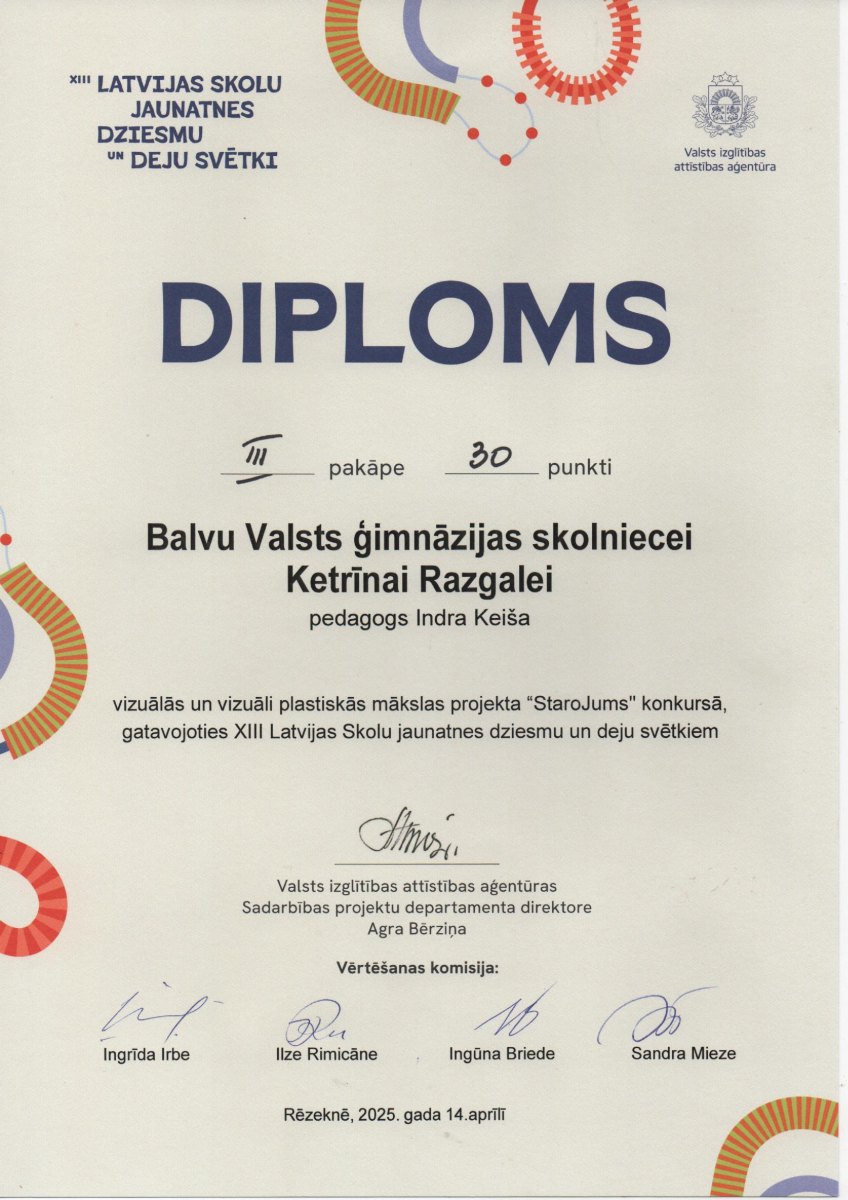 XIII LATVIJAS SKOLU
JAUNATNES
DZIESMU
UN DEJU SVĒTKI
Valsts izglītības
attīstības aģentūra
DIPLOMS
III pakāpe 30 punkti
Balvu Valsts ģimnāzijas skolniecei
Ketrīnai Razgalei
pedagogs Indra Keiša
vizuālās un vizuāli plastiskās mākslas projekta “StaroJums" konkursā,
gatavojoties XIII Latvijas Skolu jaunatnes dziesmu un deju svētkiem
Valsts izglītības attīstības aģentūras
Sadarbības projektu departamenta direktore
Agra Bērziņa
Vērtēšanas komisija:
Ingrīda Irbe Ilze Rimicāne Ingūna Briede Sandra Mieze
Rēzeknē, 2025. gada 14.aprīlī